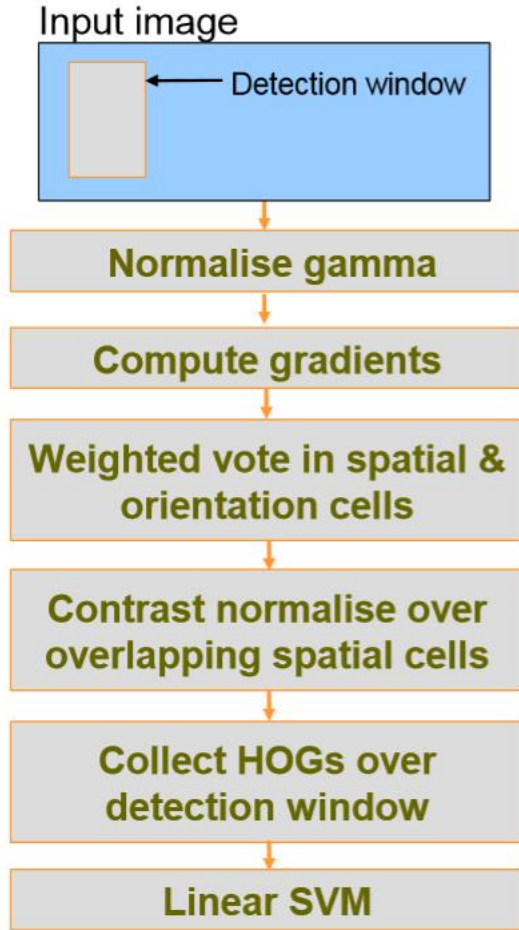 Input image
Detection window
Normalise gamma
Compute gradients
Weighted vote in spatial &
orientation cells
Contrast normalise over
overlapping spatial cells
Collect HOGs over
detection window
Linear SVM